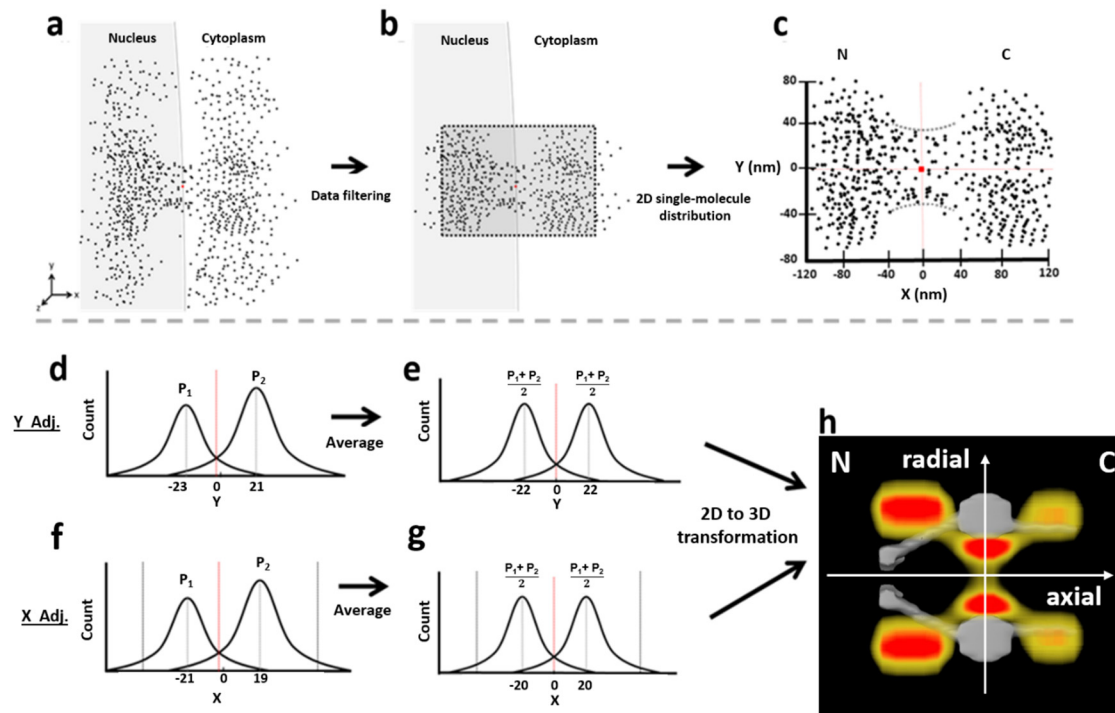 a
Nucleus Cytoplasm
y
x
z
Data filtering
b
Nucleus Cytoplasm
2D single-molecule
distribution
c
N C
80
40
Y (nm) 0
-40
-80
-120 -80 -40 0 40 80 120
X (nm)
d
Y Adj.
Count
P1 P2
-23 0 21
Y
Average
e
Count
P1 + P2 P1 + P2
2 2
-22 0 22
Y
f
X Adj.
Count
P1 P2
-21 0 19
X
Average
g
Count
P1 + P2 P1 + P2
2 2
-20 0 20
X
2D to 3D
transformation
h
N radial C
axial